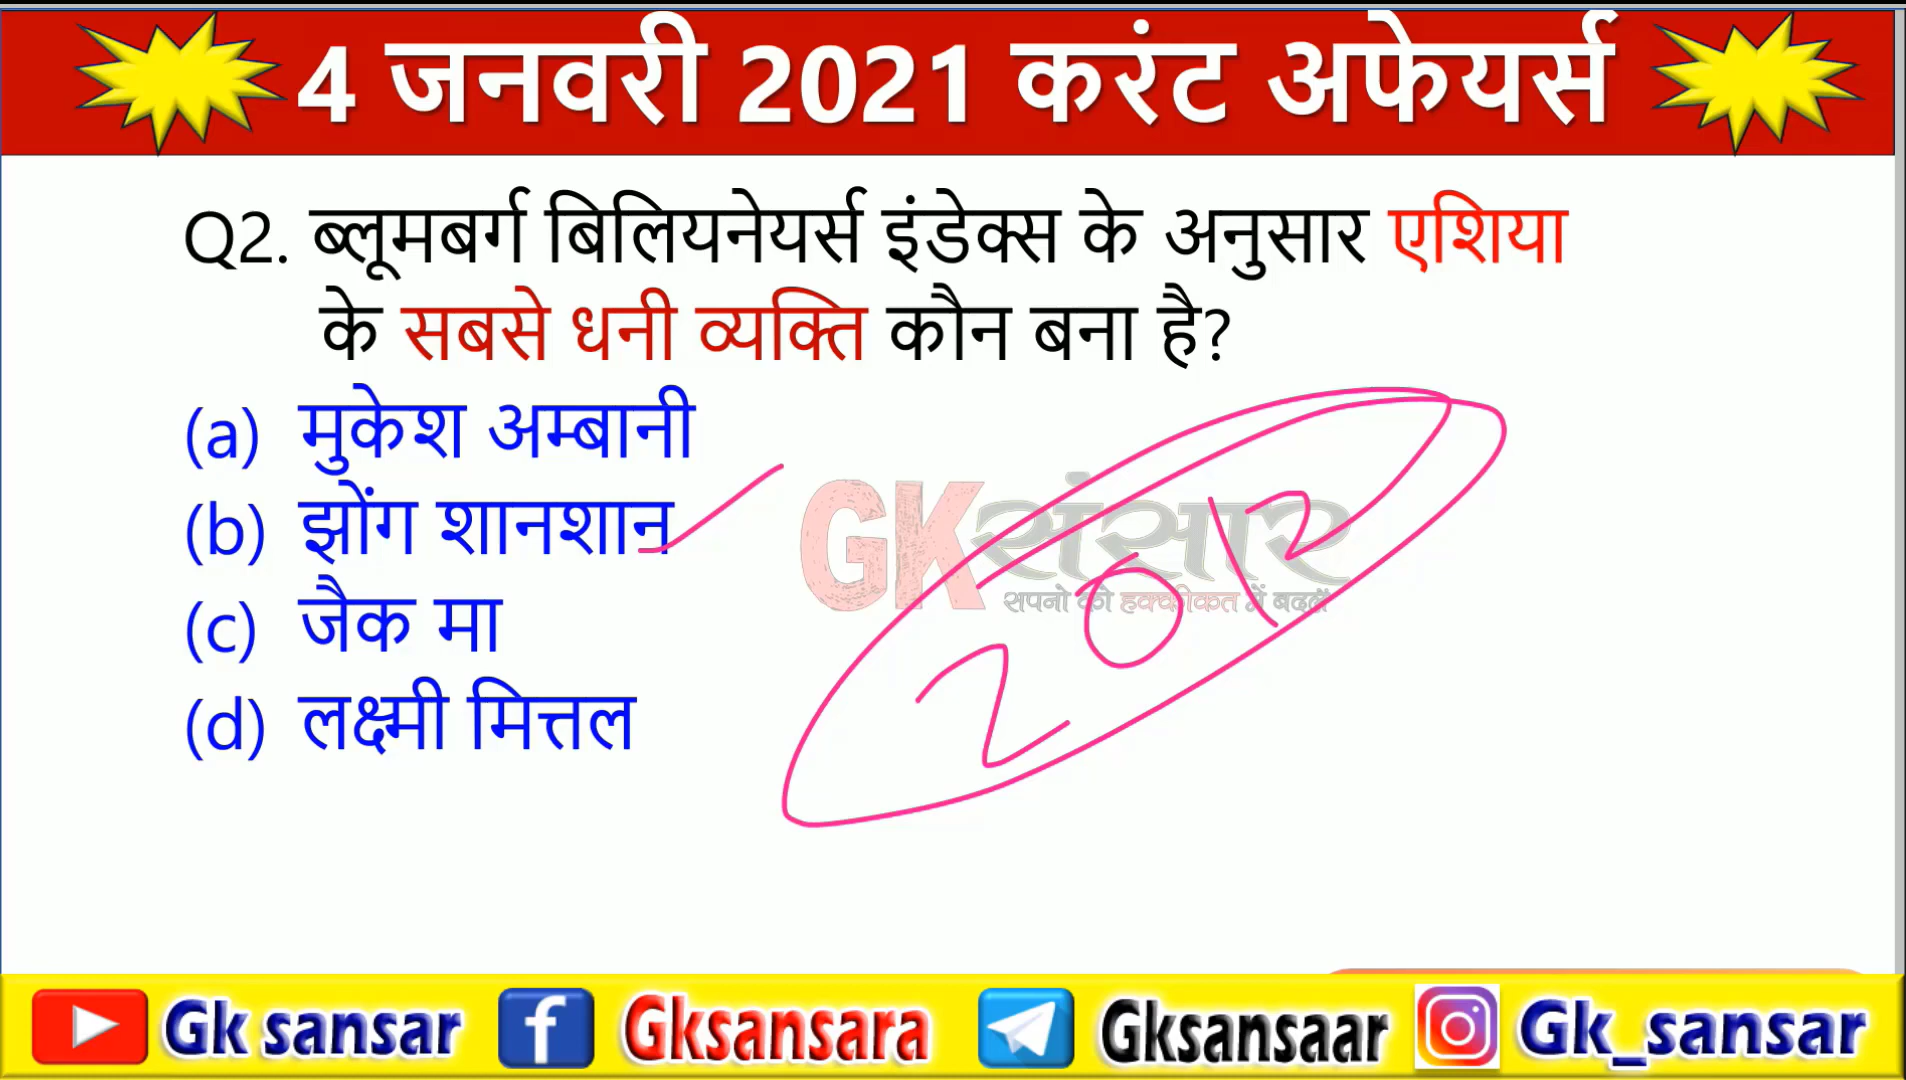 4 जनवरी 2021 करंट अफेयर्स
Q2. ब्लूमबर्ग बिलियनेयर्स इंडेक्स के अनुसार एशिया
के सबसे धनी व्यक्ति कौन बना है?
(a) मुकेश अम्बानी
(b) झोंग शानशान
(c) जैक मा
(d) लक्ष्मी मित्तल
GK संसार
सपनो को हक्कीकत में बदलें
2012
Gk sansar
Gksansara
Gksansaar
Gk_sansar